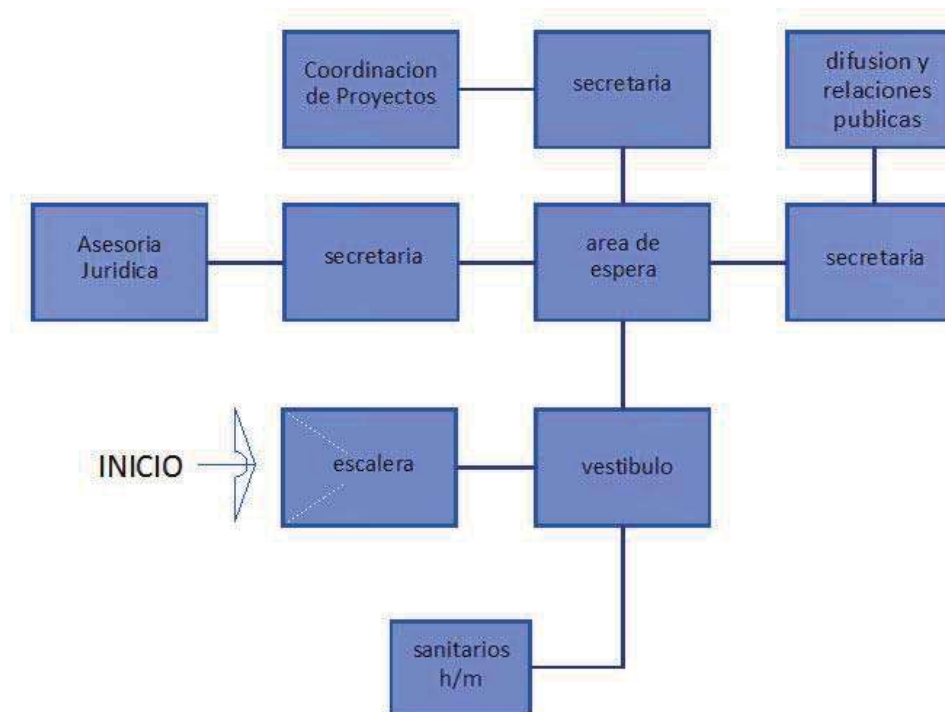 Coordinacion
de Proyectos
secretaria
difusion y
relaciones
publicas
Asesoria
Juridica
secretaria
area de
espera
secretaria
INICIO
escalera
vestibulo
sanitarios
h/m